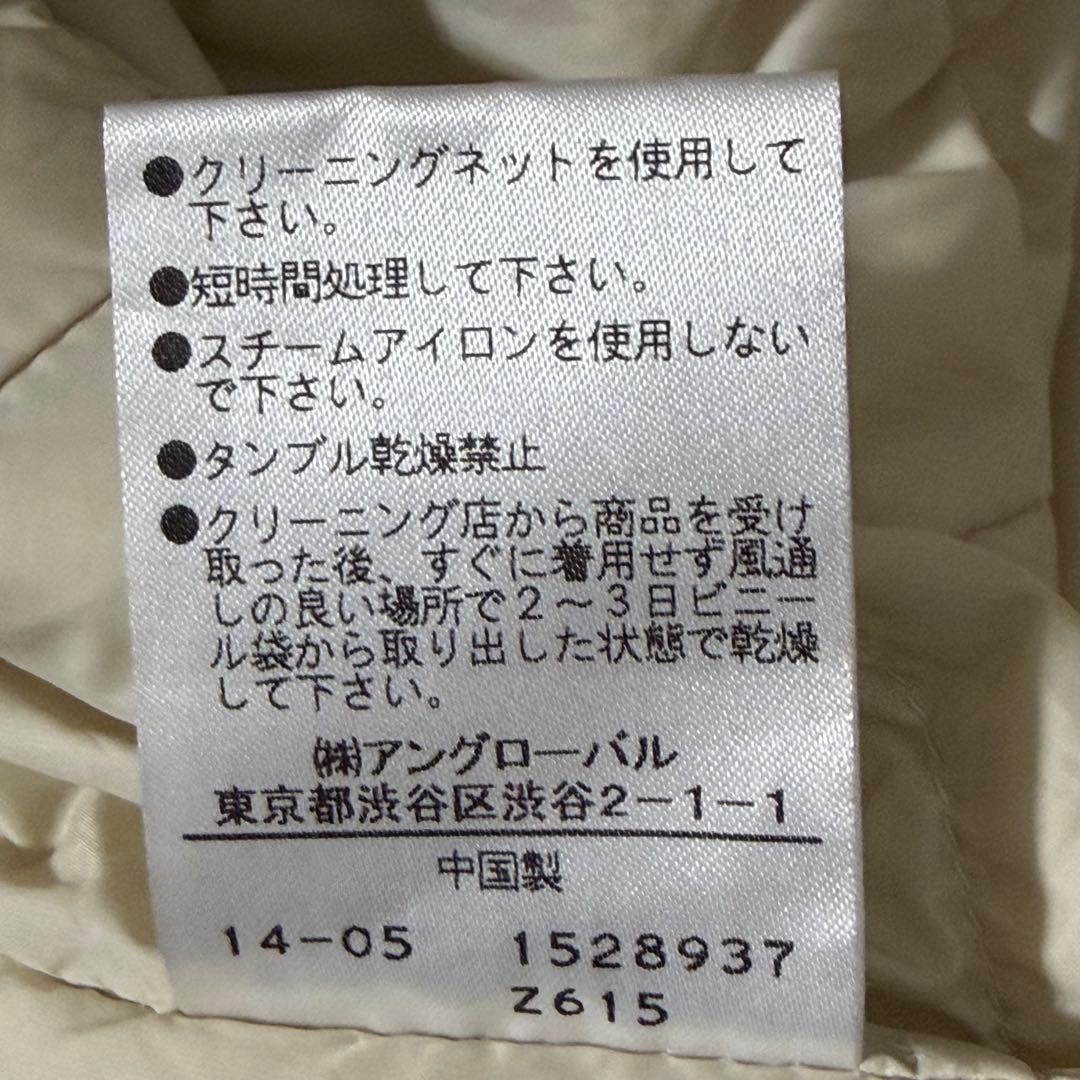 ●クリーニングネットを使用して
下さい。
●短時間処理して下さい。
●スチームアイロンを使用しない
で下さい。
●タンブル乾燥禁止
●クリーニング店から商品を受け
取った後、すぐに着用せず風通
しの良い場所で2～3日ビニー
ル袋から取り出した状態で乾燥
して下さい。
㈱アングローバル
東京都渋谷区渋谷2-1-1
中国製
14-05 1528937
Z615